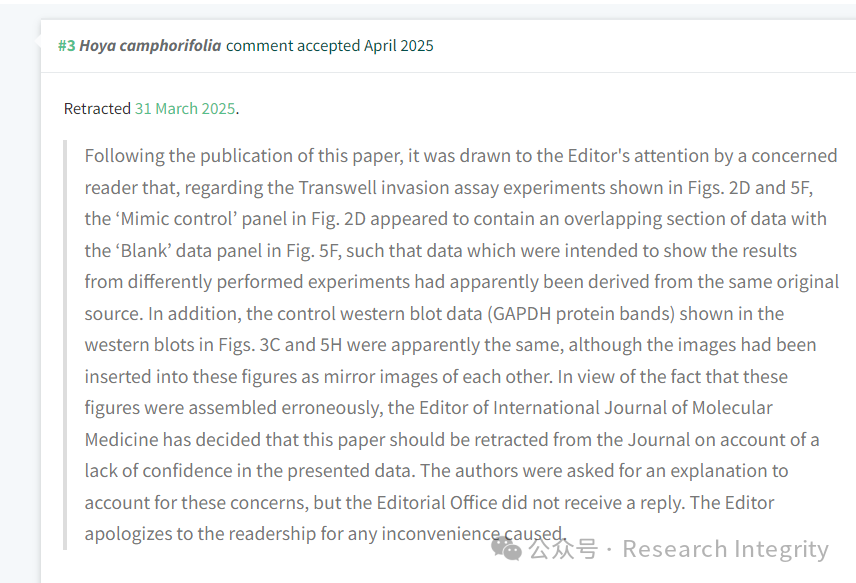 #3 Hoya camphorifolia comment accepted April 2025
Retracted 31 March 2025.
Following the publication of this paper, it was drawn to the Editor's attention by a concerned
reader that, regarding the Transwell invasion assay experiments shown in Figs. 2D and 5F,
the ‘Mimic control’ panel in Fig. 2D appeared to contain an overlapping section of data with
the ‘Blank’ data panel in Fig. 5F, such that data which were intended to show the results
from differently performed experiments had apparently been derived from the same original
source. In addition, the control western blot data (GAPDH protein bands) shown in the
western blots in Figs. 3C and 5H were apparently the same, although the images had been
inserted into these figures as mirror images of each other. In view of the fact that these
figures were assembled erroneously, the Editor of International Journal of Molecular
Medicine has decided that this paper should be retracted from the Journal on account of a
lack of confidence in the presented data. The authors were asked for an explanation to
account for these concerns, but the Editorial Office did not receive a reply. The Editor
apologizes to the readership for any inconvenience caused.
公众号 · Research Integrity